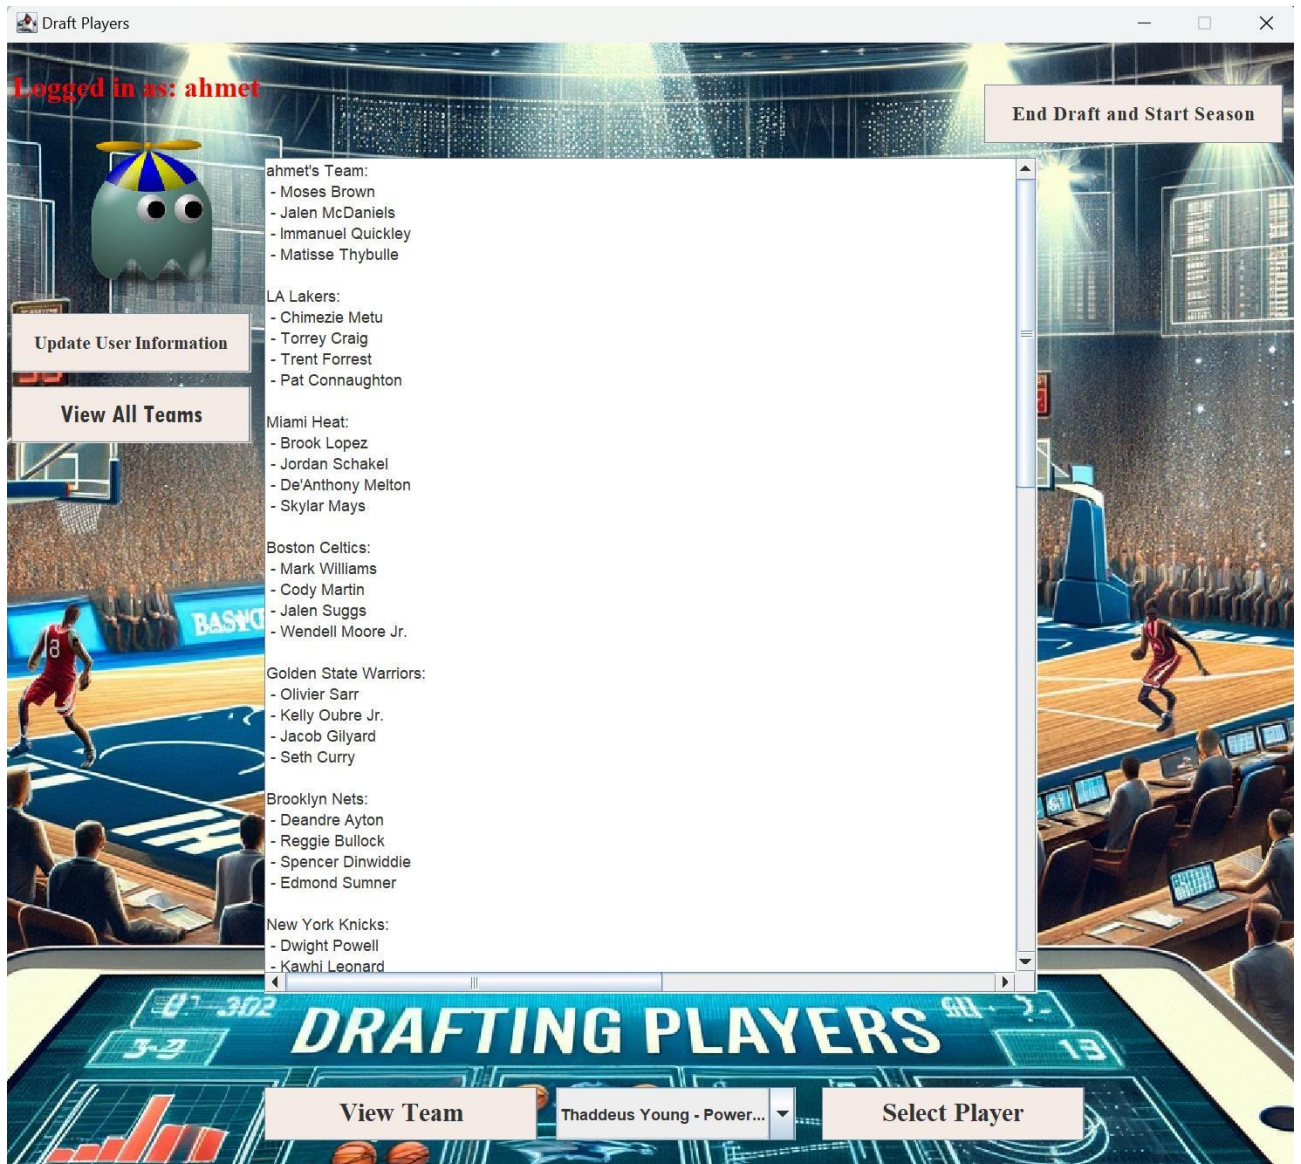 Draft Players
Logged in as: ahmet
End Draft and Start Season
ahmet's Team:
- Moses Brown
- Jalen McDaniels
- Immanuel Quickley
- Matisse Thybulle
LA Lakers:
- Chimezie Metu
- Torrey Craig
- Trent Forrest
- Pat Connaughton
Update User Information
View All Teams
Miami Heat:
- Brook Lopez
- Jordan Schakel
- De'Anthony Melton
- Skylar Mays
Boston Celtics:
- Mark Williams
- Cody Martin
- Jalen Suggs
- Wendell Moore Jr.
Golden State Warriors:
- Olivier Sarr
- Kelly Oubre Jr.
- Jacob Gilyard
- Seth Curry
Brooklyn Nets:
- Deandre Ayton
- Reggie Bullock
- Spencer Dinwiddie
- Edmond Sumner
New York Knicks:
- Dwight Powell
- Kawhi Leonard
8
DRAFTING PLAYERS
3-3
13
View Team
Thaddeus Young - Power...
Select Player